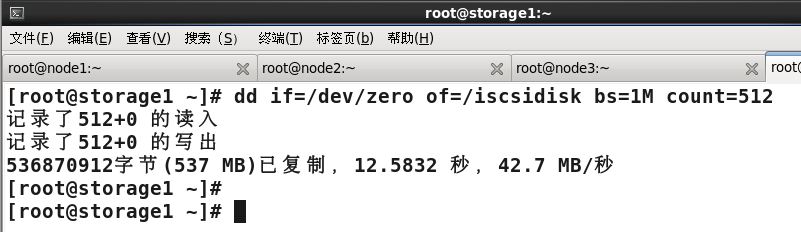 root@storage1:~
文件(F) 编辑(E) 查看(V) 搜索 (S) 终端(T) 标签页(b) 帮助(H)
root@node1:~ root@node2:~ root@node3:~ root@
[root@storage1 ~]# dd if=/dev/zero of=/iscsidisk bs=1M count=512
记录了512+0 的读入
记录了512+0 的写出
536870912字节(537 MB)已复制，12.5832 秒，42.7 MB/秒
[root@storage1 ~]#
[root@storage1 ~]#